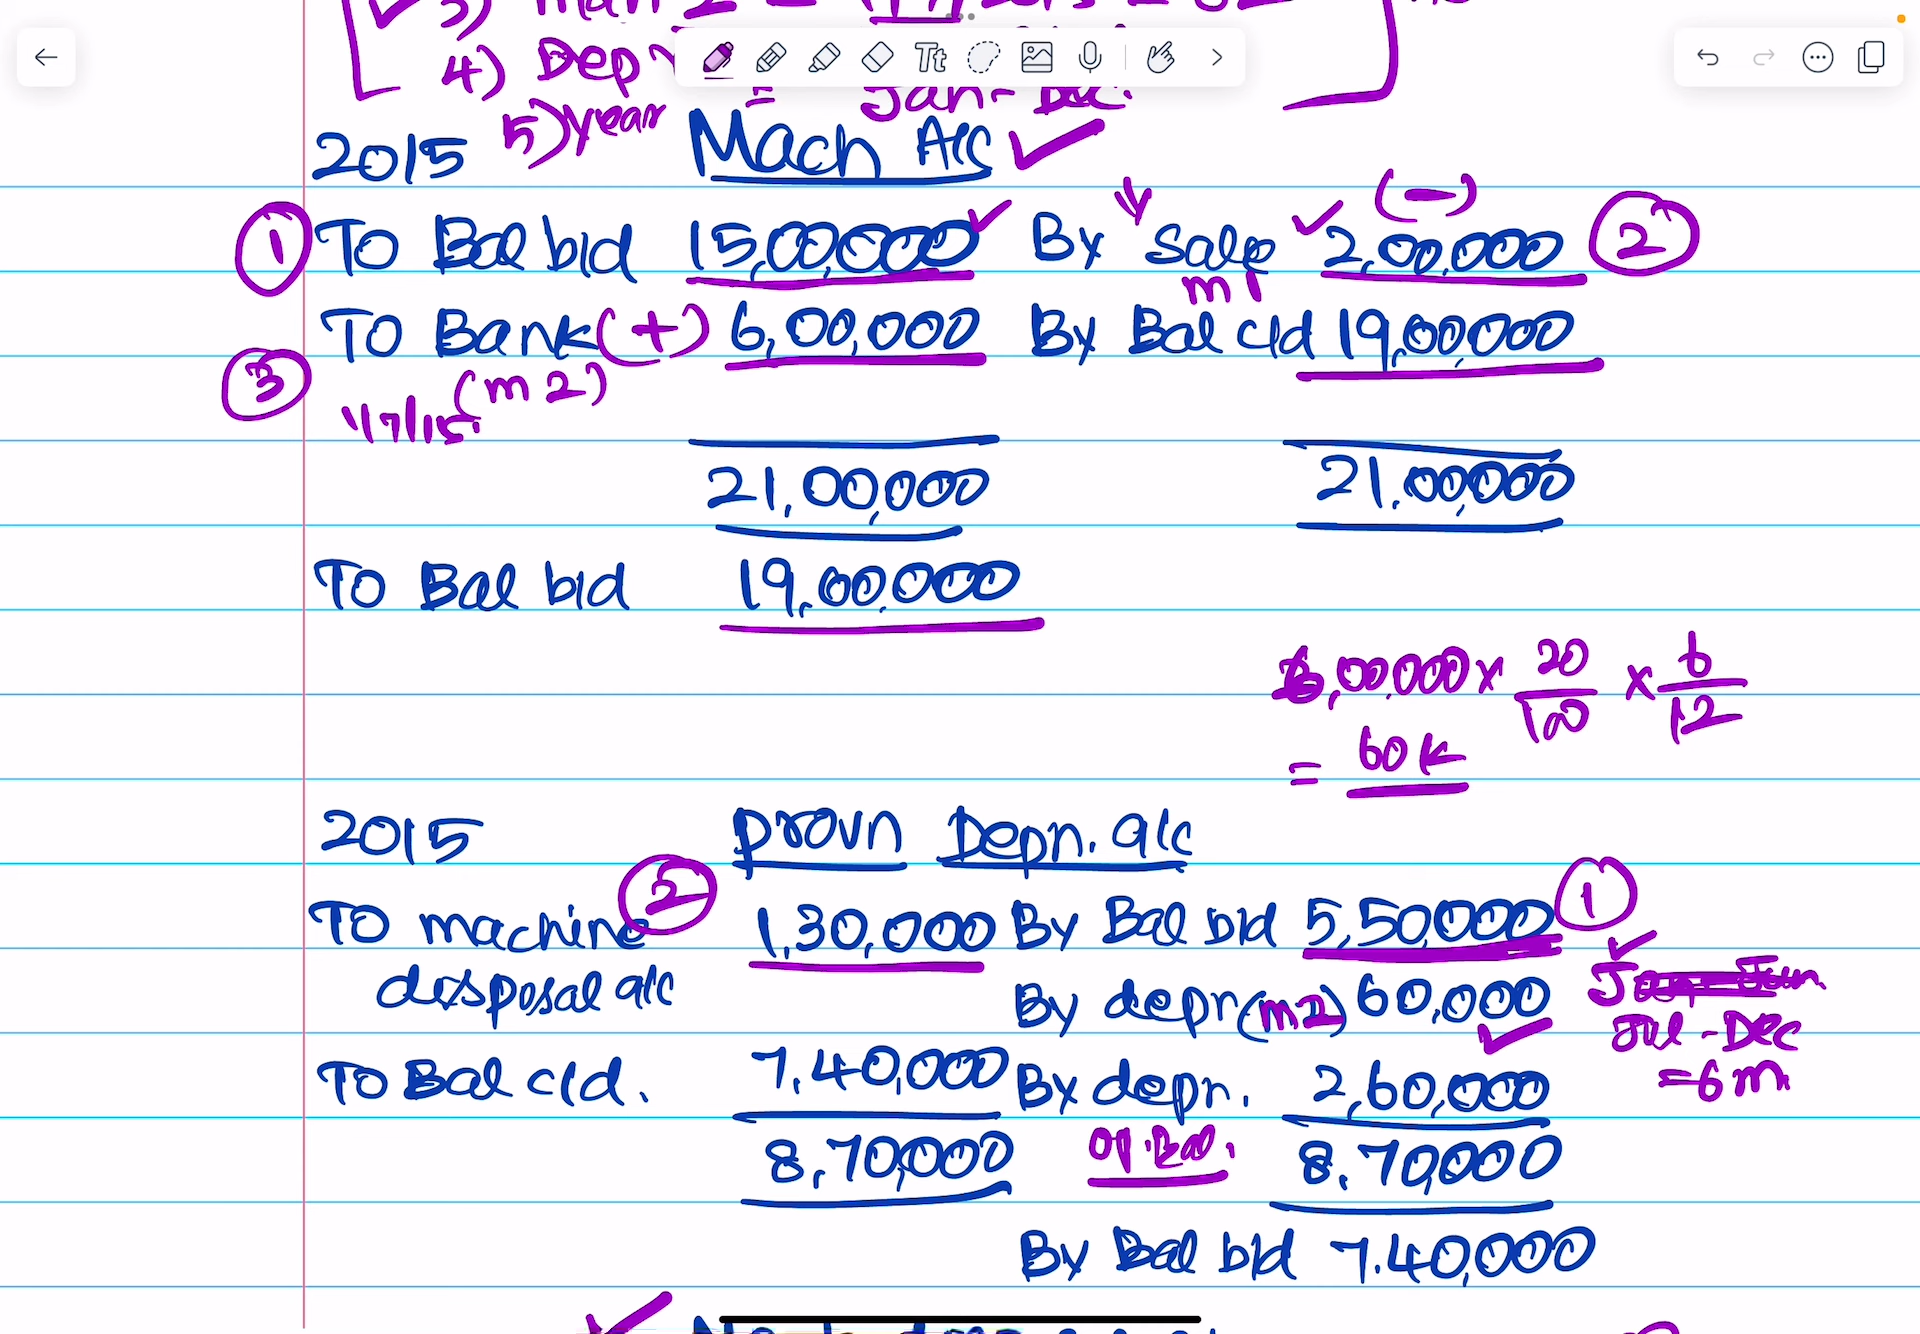 4) Dep
5) year = Jan - Dec.
2015 Mach A/C
(-)
① To Bal b/d 15,00,000 By Sale 2,00,000 ②
m1
To Bank (+) 6,00,000 By Bal c/d 19,00,000
③ (m 2)
1/7/15
21,00,000 21,00,000
To Bal b/d 19,00,000
6,00,000 x 20/100 x 6/12
= 60 k
2015 Provn Depn. a/c
To machine ② 1,30,000 By Bal b/d 5,50,000 ①
disposal a/c By depr (m2) 60,000
Jul - Dec
= 6 m
To Bal c/d. 7,40,000 By depn. 2,60,000
8,70,000 Op. Bal. 8,70,000
By Bal b/d 7,40,000